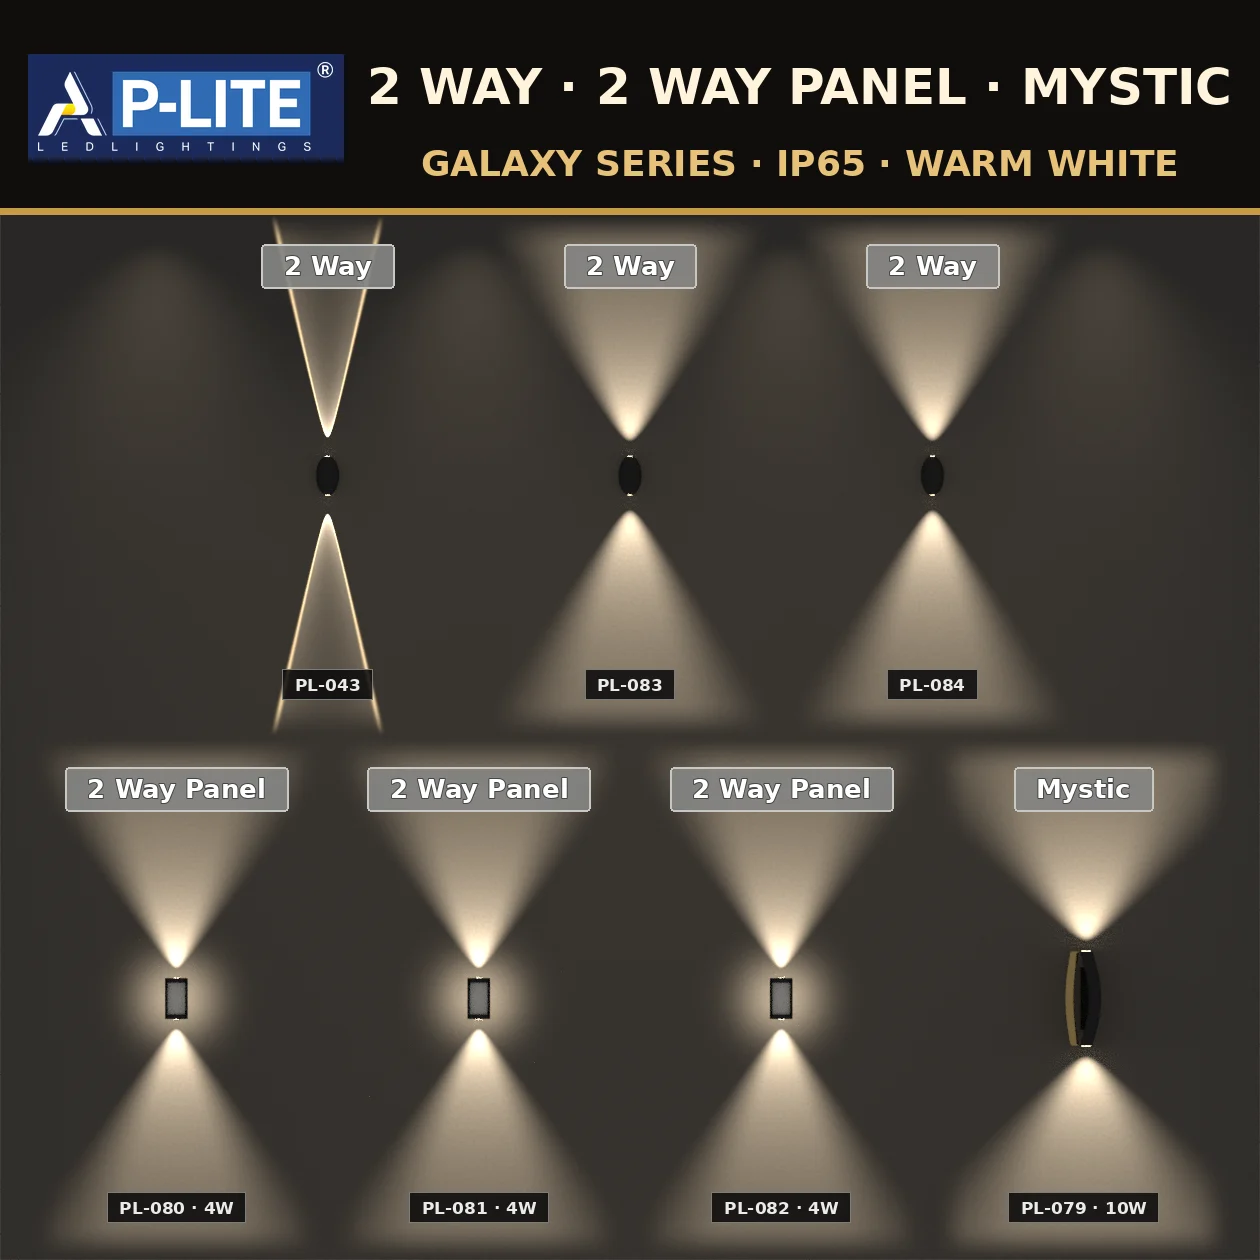 AP-LITE®
LEDLIGHTINGS
2 WAY · 2 WAY PANEL · MYSTIC
GALAXY SERIES · IP65 · WARM WHITE
2 Way
2 Way
2 Way
PL-043
PL-083
PL-084
2 Way Panel
2 Way Panel
2 Way Panel
Mystic
PL-080 · 4W
PL-081 · 4W
PL-082 · 4W
PL-079 · 10W